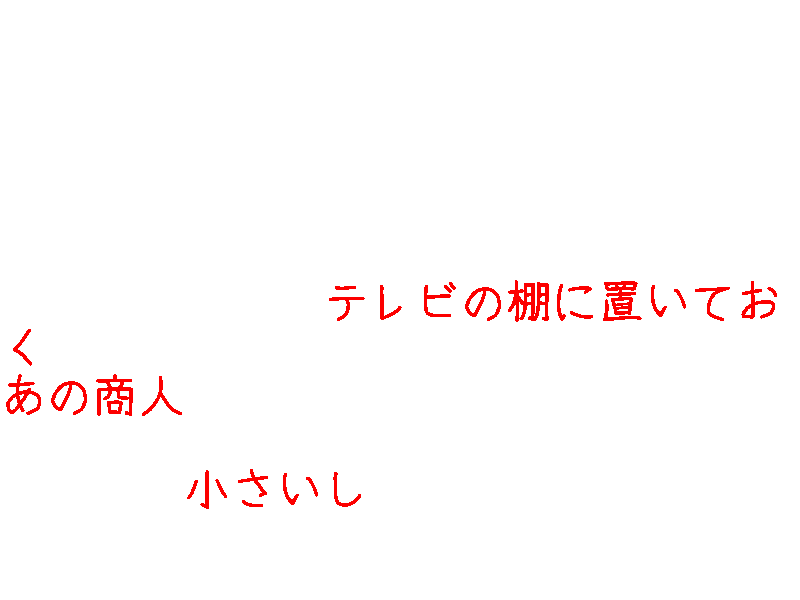 テレビの棚に置いてお
く
あの商人
小さいし